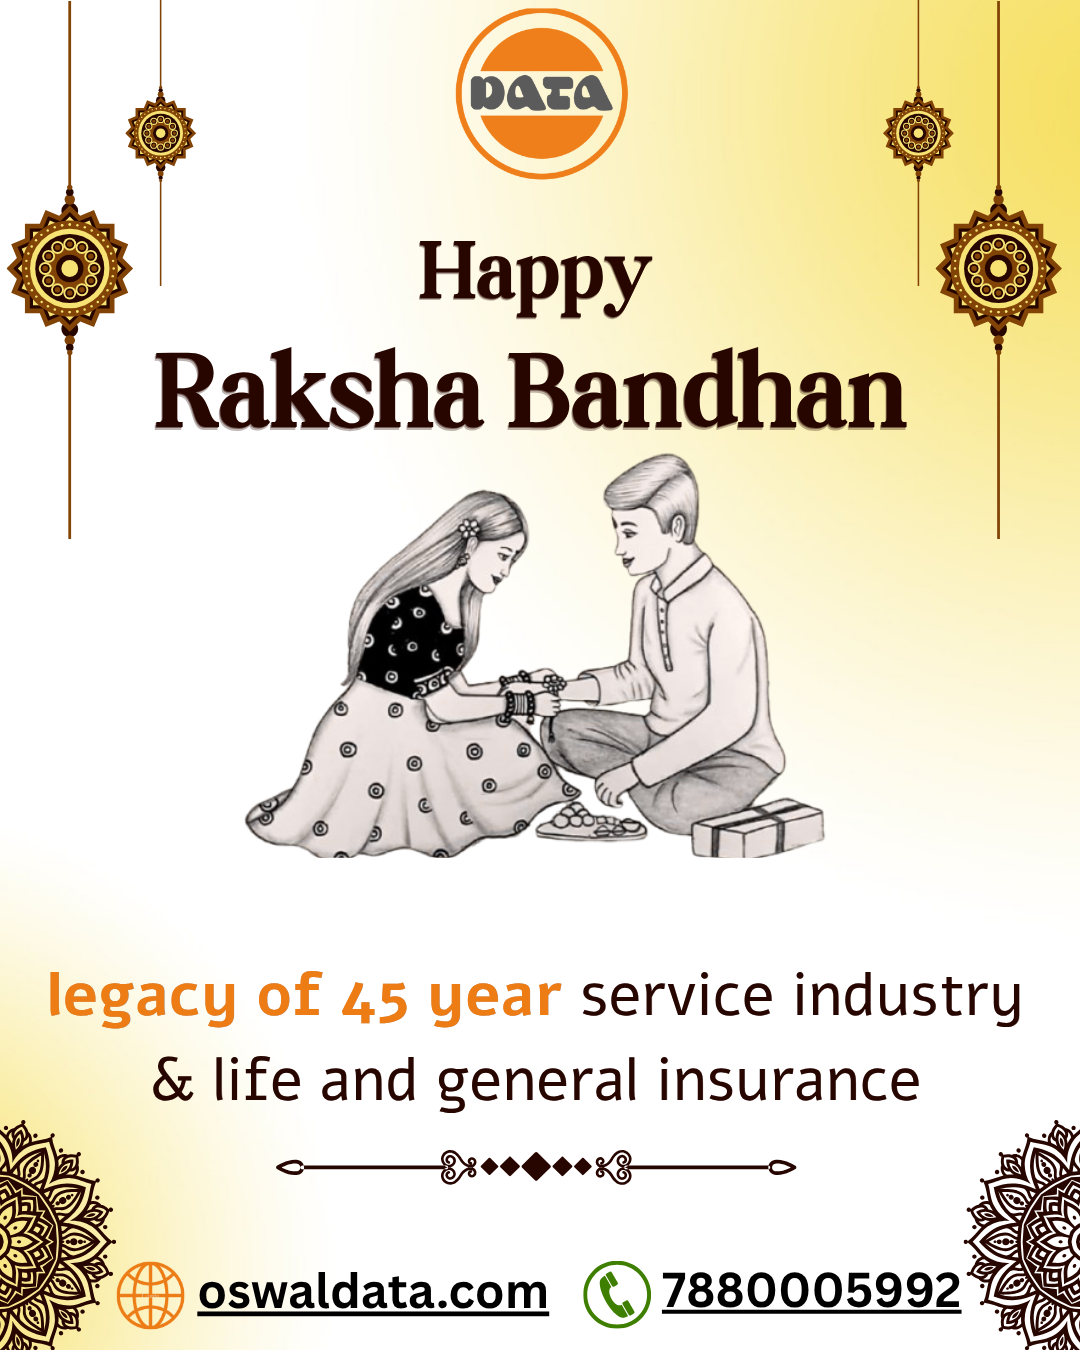 DATA
Happy
Raksha Bandhan
legacy of 45 year service industry
& life and general insurance
oswaldata.com
7880005992